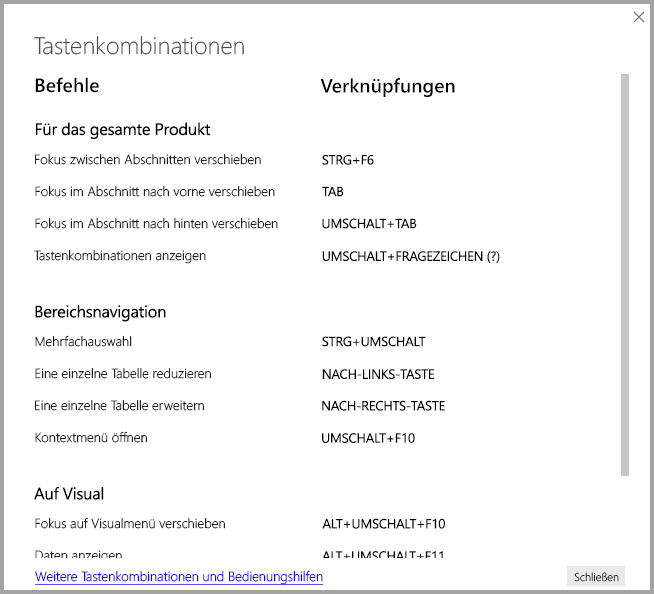 Tastenkombinationen
Befehle Verknüpfungen
Für das gesamte Produkt
Fokus zwischen Abschnitten verschieben STRG+F6
Fokus im Abschnitt nach vorne verschieben TAB
Fokus im Abschnitt nach hinten verschieben UMSCHALT+TAB
Tastenkombinationen anzeigen UMSCHALT+FRAGEZEICHEN (?)
Bereichsnavigation
Mehrfachauswahl STRG+UMSCHALT
Eine einzelne Tabelle reduzieren NACH-LINKS-TASTE
Eine einzelne Tabelle erweitern NACH-RECHTS-TASTE
Kontextmenü öffnen UMSCHALT+F10
Auf Visual
Fokus auf Visualmenü verschieben ALT+UMSCHALT+F10
Daten anzeigen ALT+UMSCHALT+F11
Weitere Tastenkombinationen und Bedienungshilfen Schließen